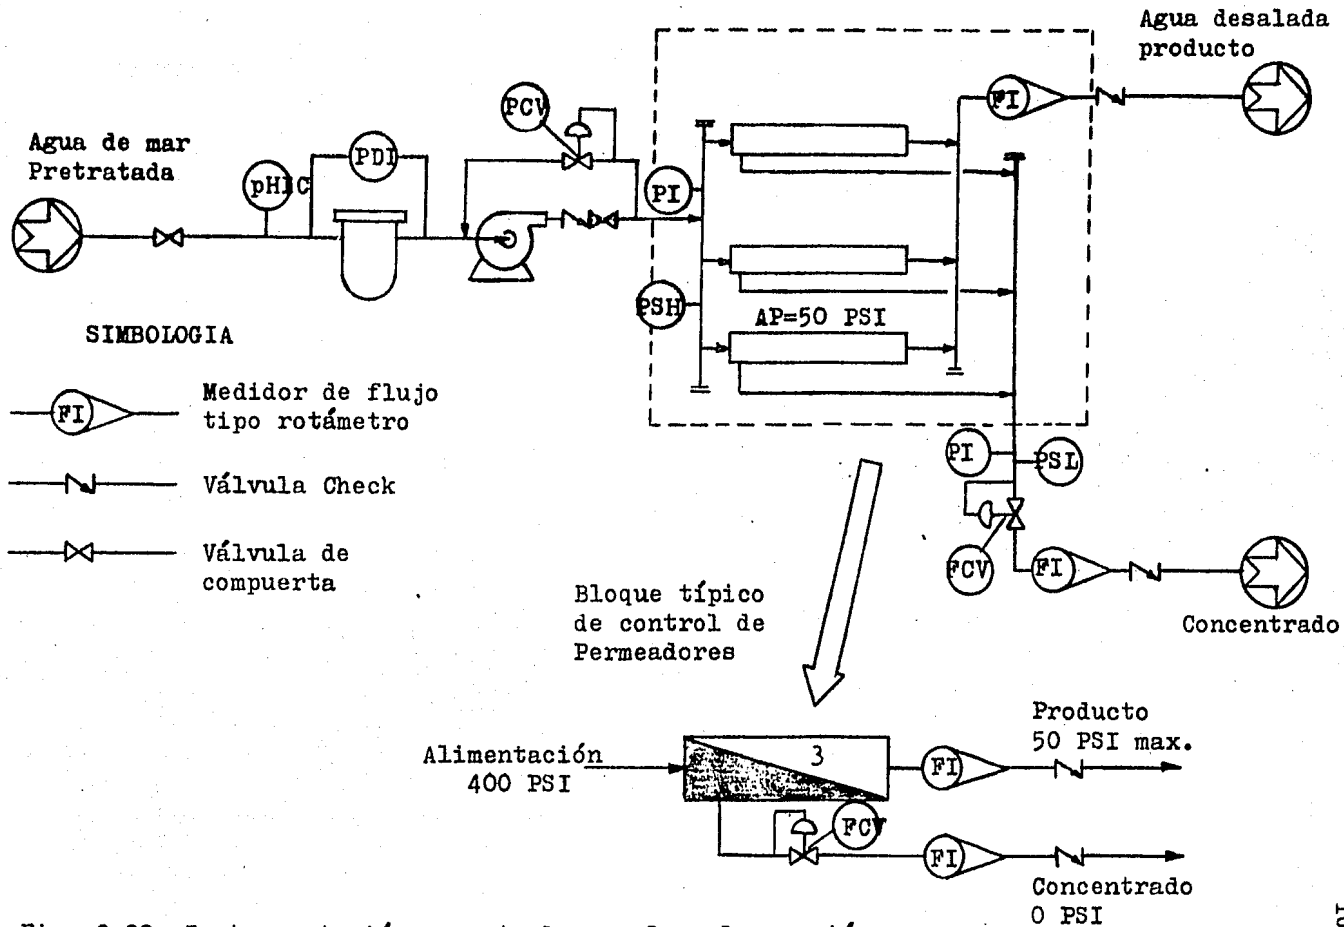 Agua desalada
producto
FI
PCV
Agua de mar
Pretratada
PDI
pHIC
PI
PSH
AP=50 PSI
SIMBOLOGIA
FI
Medidor de flujo
tipo rotámetro
Válvula Check
Válvula de
compuerta
PI
PSL
FCV
FI
Concentrado
Bloque típico
de control de
Permeadores
Alimentación
400 PSI
3
FI
Producto
50 PSI max.
FCV
FI
Concentrado
0 PSI